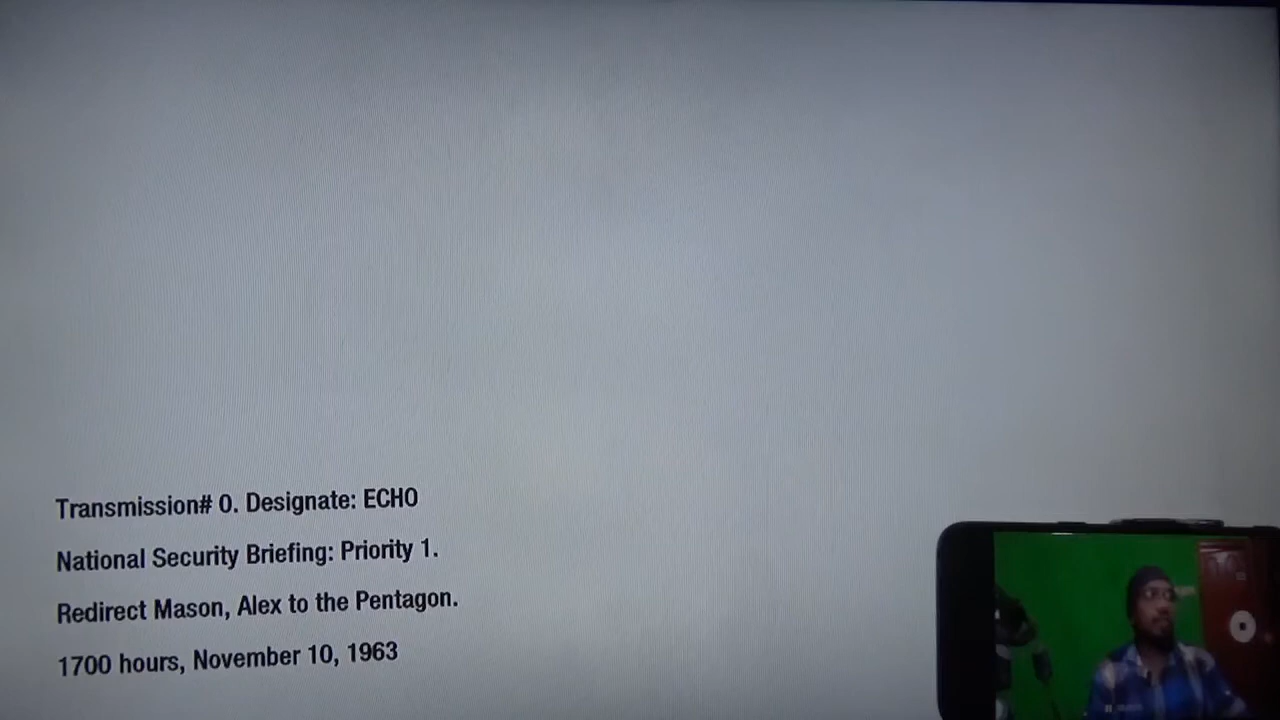 Transmission# 0. Designate: ECHO
National Security Briefing: Priority 1.
Redirect Mason, Alex to the Pentagon.
1700 hours, November 10, 1963